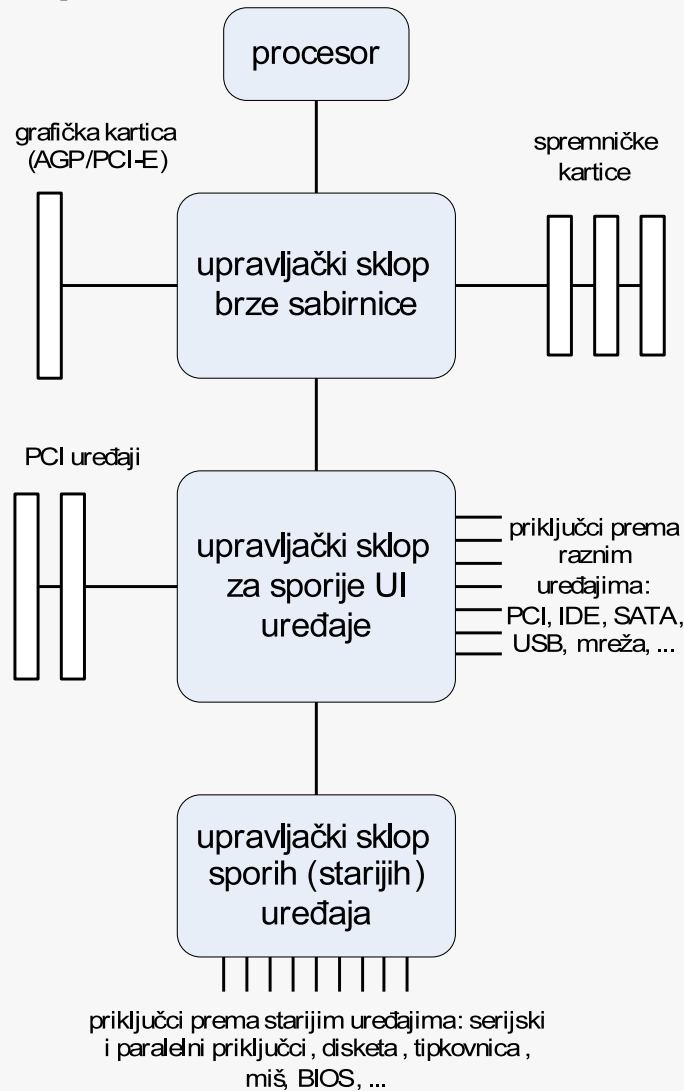 procesor
grafička kartica
(AGP/PCI-E)
spremničke
kartice
upravljački sklop
brze sabirnice
PCI uređaji
upravljački sklop
za sporije UI
uređaje
priključci prema
raznim
uređajima:
PCI, IDE, SATA,
USB, mreža, ...
upravljački sklop
sporih (starijih)
uređaja
priključci prema starijim uređajima: serijski
i paralelni priključci, disketa, tipkovnica,
miš, BIOS, ...